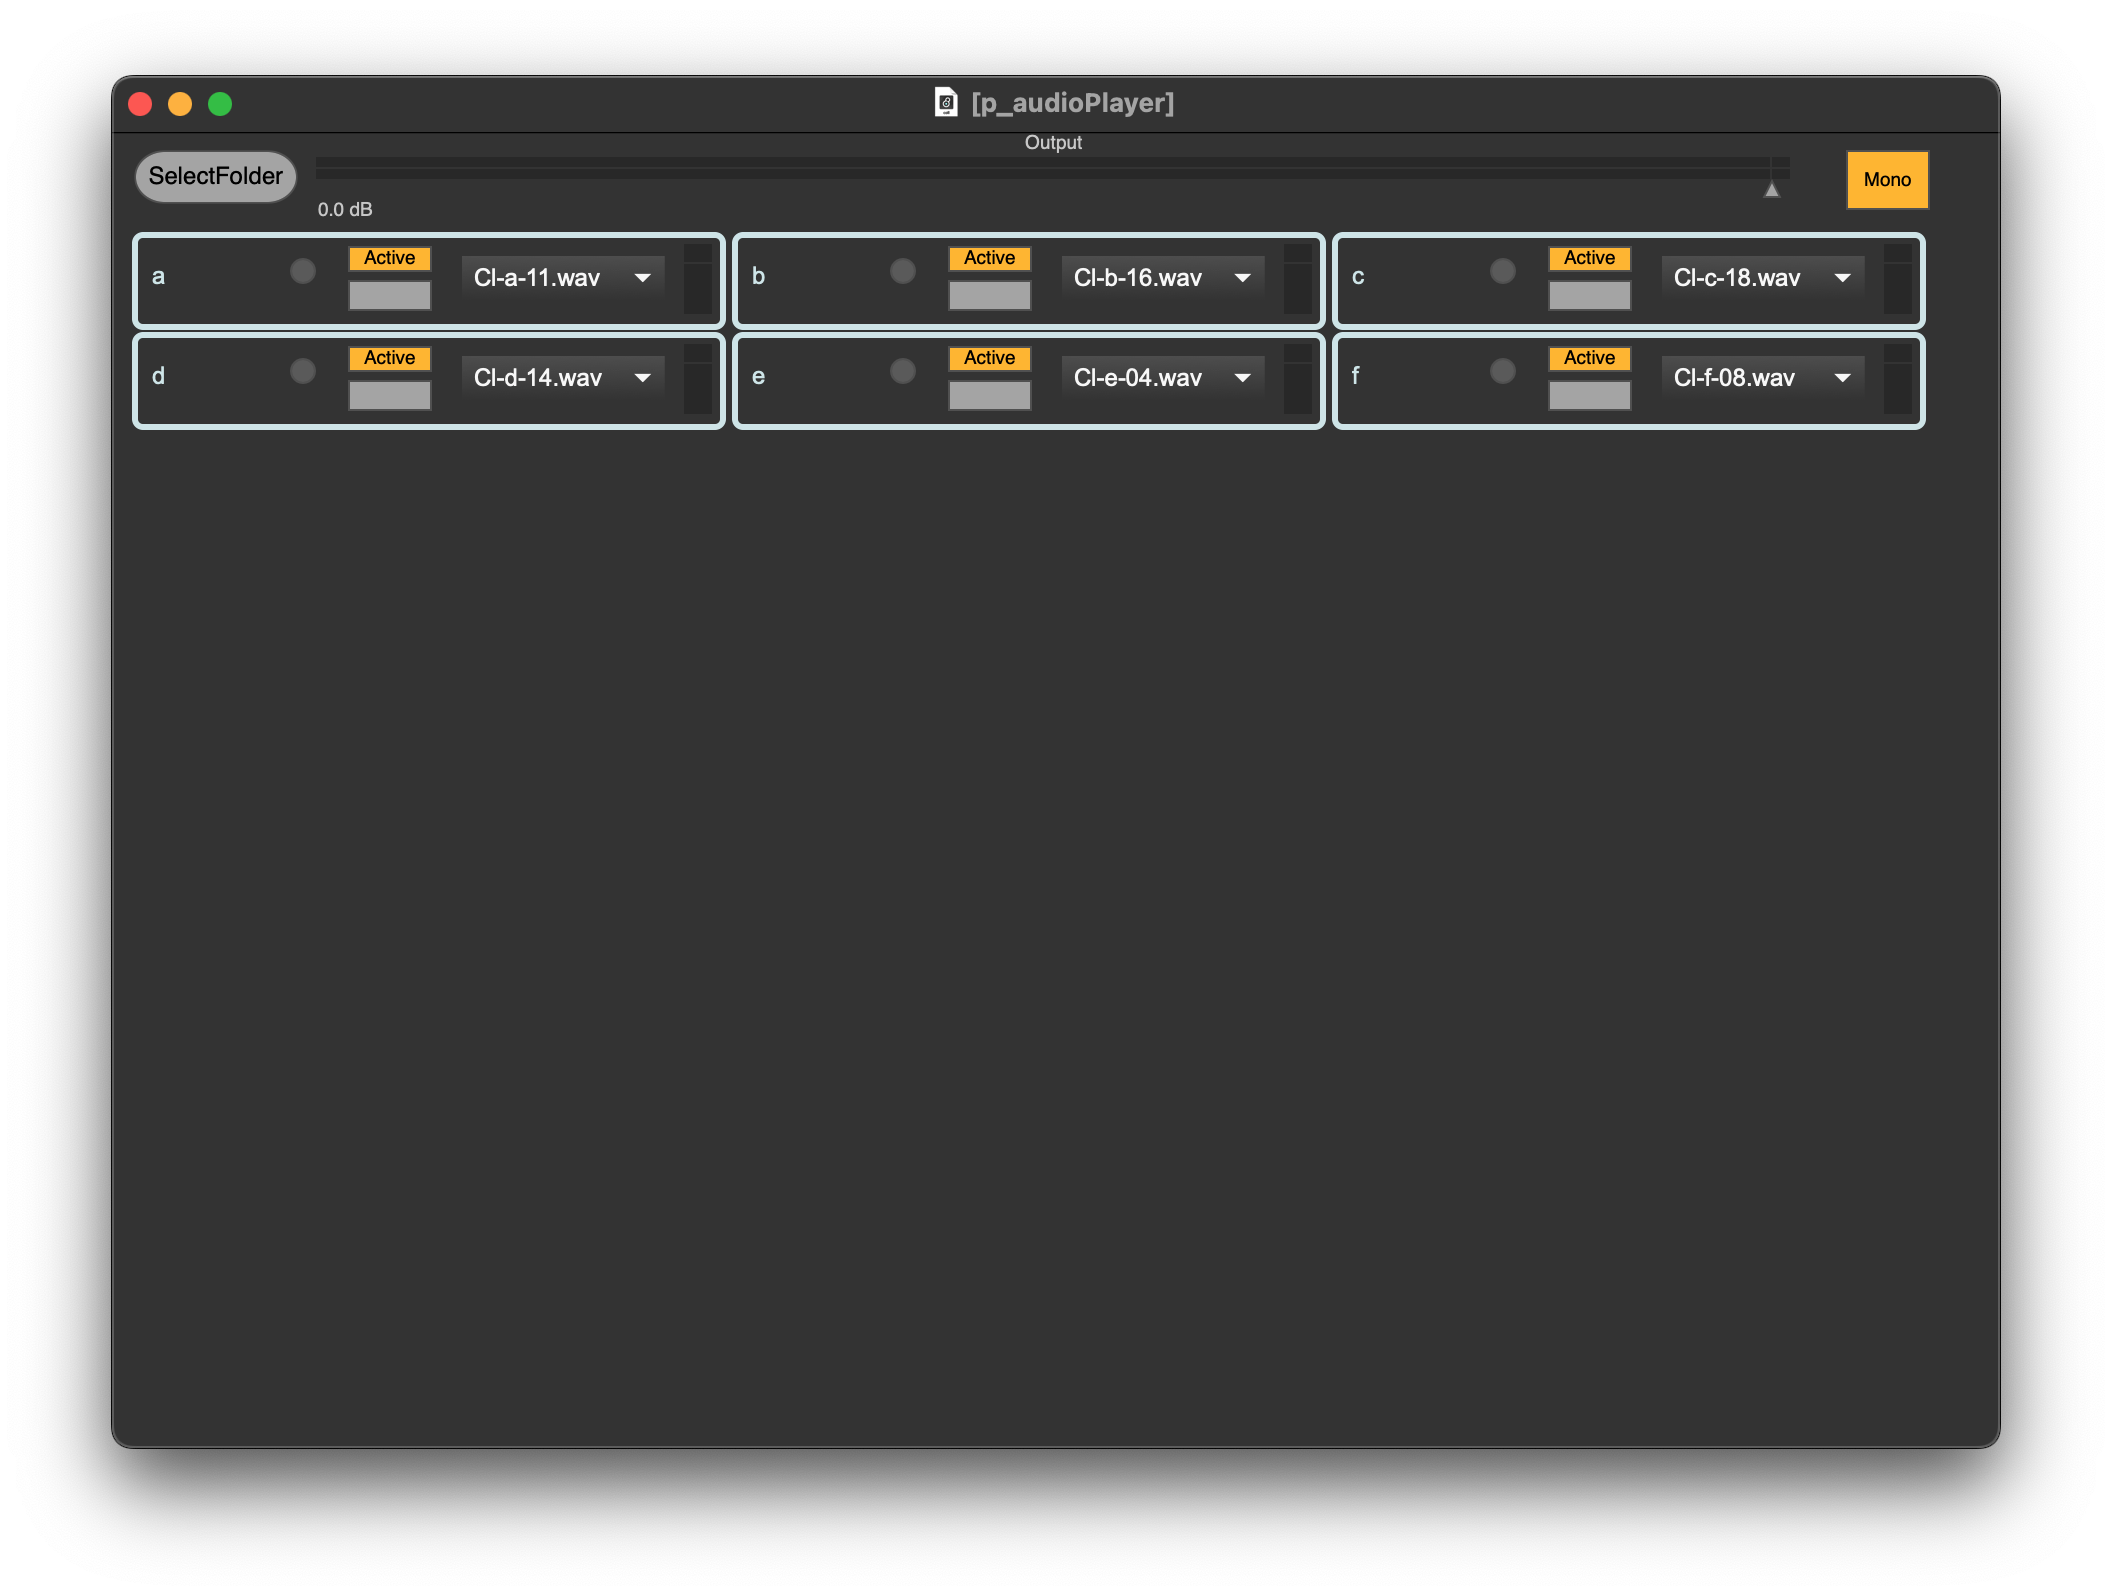 [p_audioPlayer]
Output
SelectFolder
Mono
0.0 dB
a Active Cl-a-11.wav
b Active Cl-b-16.wav
c Active Cl-c-18.wav
d Active Cl-d-14.wav
e Active Cl-e-04.wav
f Active Cl-f-08.wav